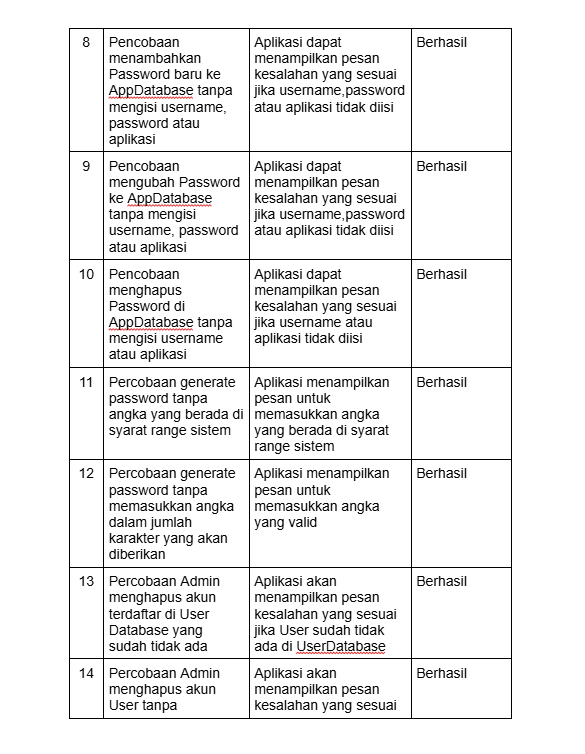 8
Pencobaan
menambahkan
Password baru ke
AppDatabase tanpa
mengisi username,
password atau
aplikasi
Aplikasi dapat
menampilkan pesan
kesalahan yang sesuai
jika username,password
atau aplikasi tidak diisi
Berhasil
9
Pencobaan
mengubah Password
ke AppDatabase
tanpa mengisi
username, password
atau aplikasi
Aplikasi dapat
menampilkan pesan
kesalahan yang sesuai
jika username,password
atau aplikasi tidak diisi
Berhasil
10
Pencobaan
menghapus
Password di
AppDatabase tanpa
mengisi username
atau aplikasi
Aplikasi dapat
menampilkan pesan
kesalahan yang sesuai
jika username atau
aplikasi tidak diisi
Berhasil
11
Percobaan generate
password tanpa
angka yang berada di
syarat range sistem
Aplikasi menampilkan
pesan untuk
memasukkan angka
yang berada di syarat
range sistem
Berhasil
12
Percobaan generate
password tanpa
memasukkan angka
dalam jumlah
karakter yang akan
diberikan
Aplikasi menampilkan
pesan untuk
memasukkan angka
yang valid
Berhasil
13
Percobaan Admin
menghapus akun
terdaftar di User
Database yang
sudah tidak ada
Aplikasi akan
menampilkan pesan
kesalahan yang sesuai
jika User sudah tidak
ada di UserDatabase
Berhasil
14
Percobaan Admin
menghapus akun
User tanpa
Aplikasi akan
menampilkan pesan
kesalahan yang sesuai
Berhasil